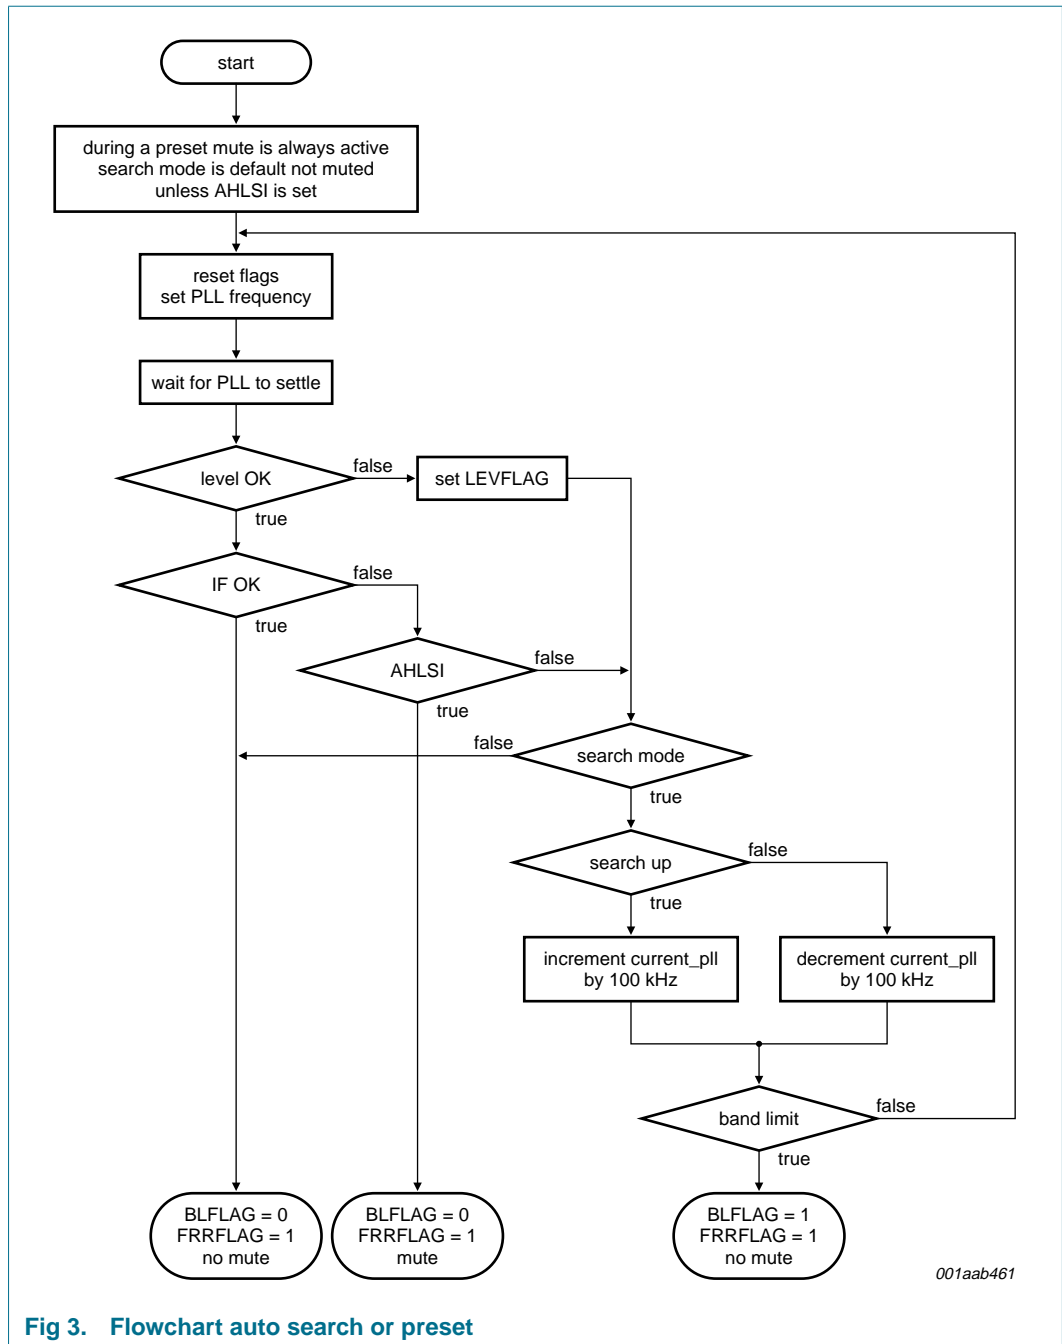 start
during a preset mute is always active
search mode is default not muted
unless AHLSI is set
reset flags
set PLL frequency
wait for PLL to settle
level OK
false
set LEVFLAG
true
IF OK
false
true
AHLSI
false
true
search mode
false
true
search up
false
true
increment current_pll
by 100 kHz
decrement current_pll
by 100 kHz
band limit
false
true
BLFLAG = 0
FRRFLAG = 1
no mute
BLFLAG = 0
FRRFLAG = 1
mute
BLFLAG = 1
FRRFLAG = 1
no mute
001aab461
Fig 3. Flowchart auto search or preset